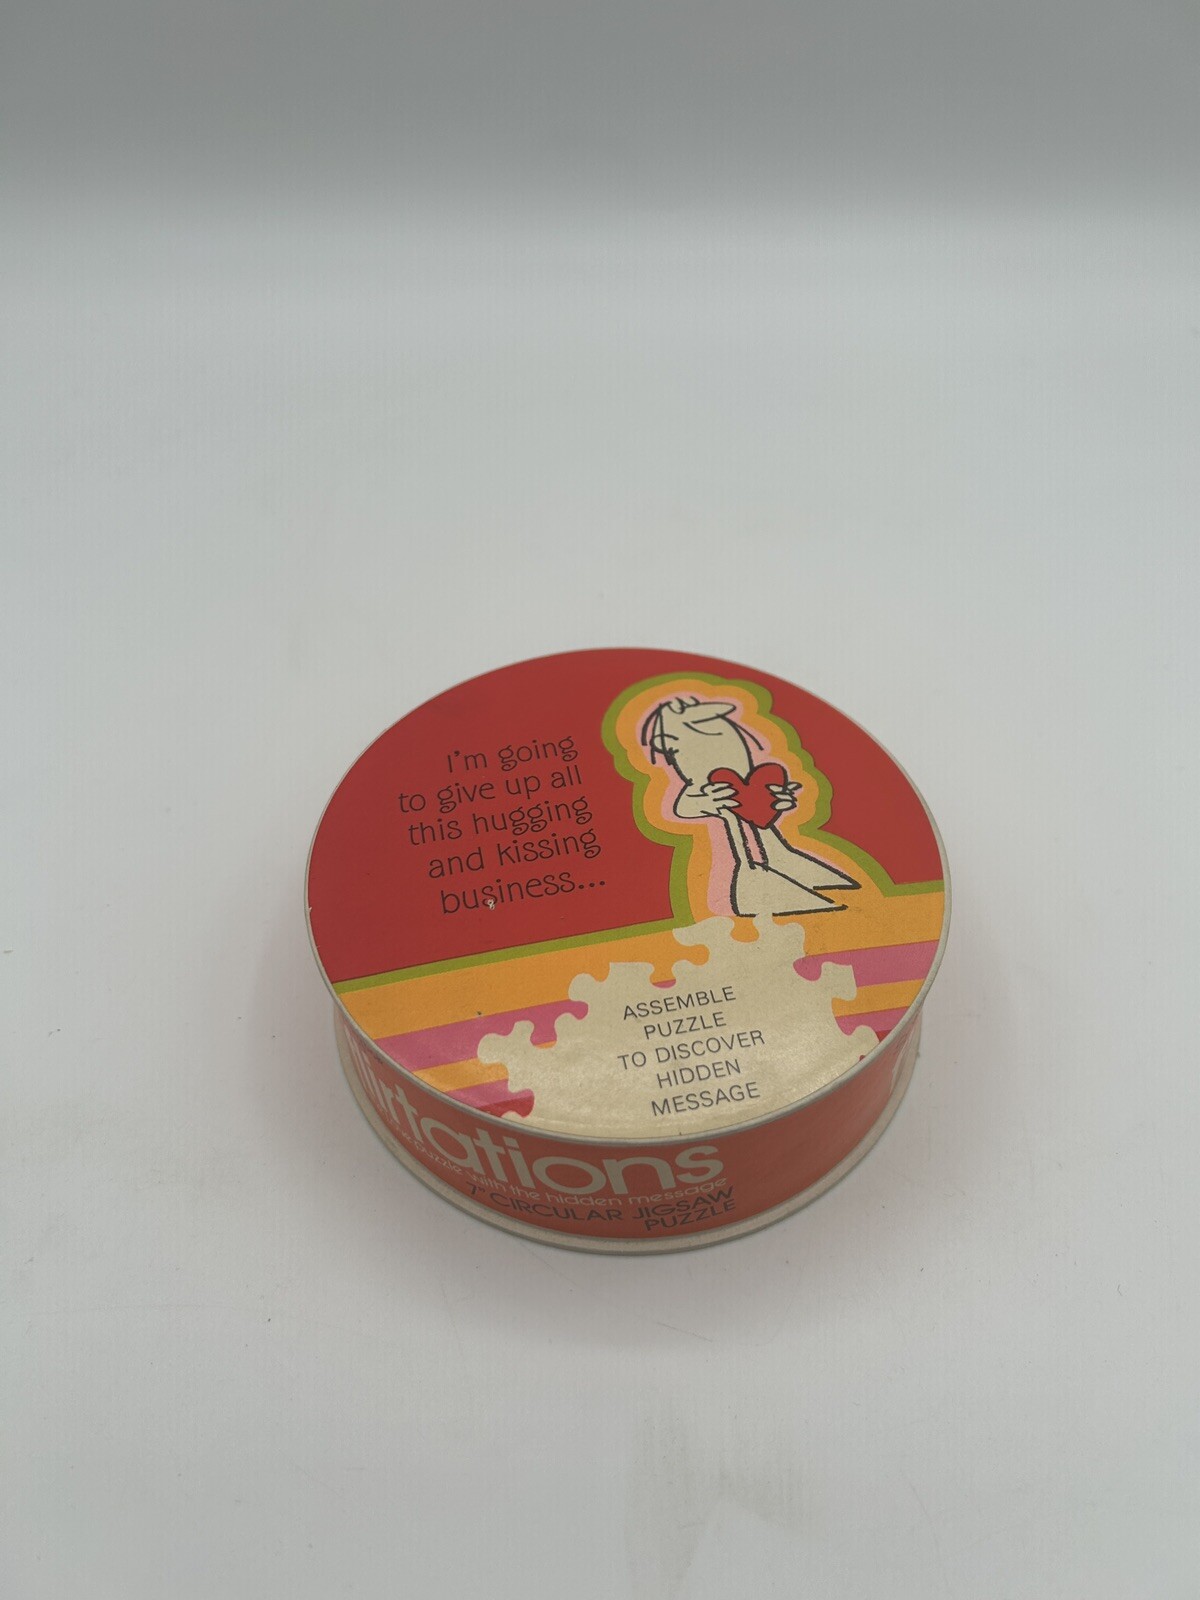 I'm going
to give up all
this hugging
and kissing
business...
ASSEMBLE
PUZZLE
TO DISCOVER
HIDDEN
MESSAGE
flirtations
puzzle with the hidden message
7" CIRCULAR JIGSAW
PUZZLE